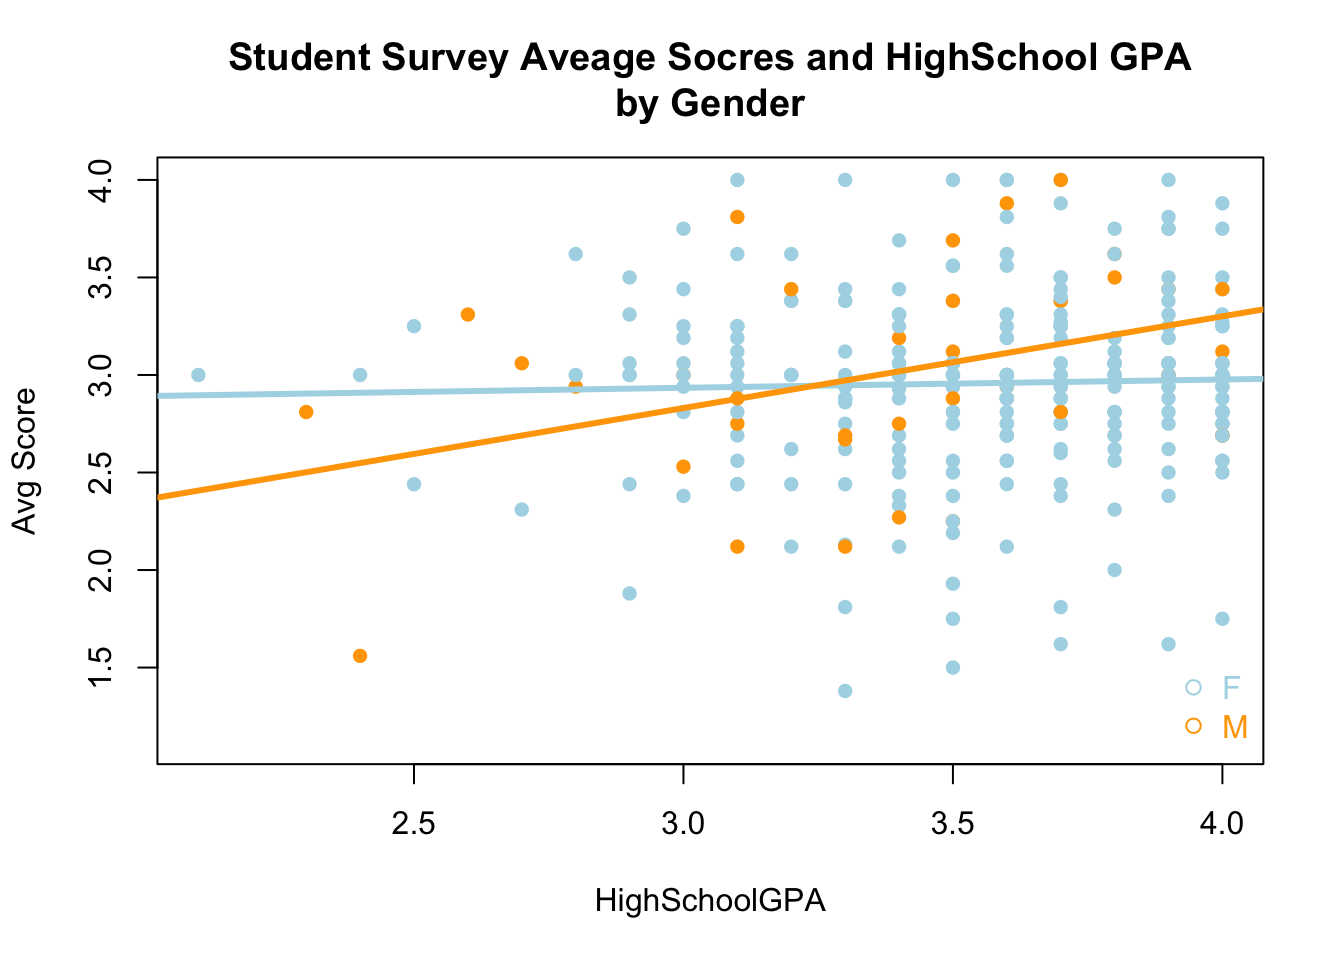 Student Survey Aveage Socres and HighSchool GPA
by Gender
4.0
3.5
3.0
2.5
2.0
1.5
Avg Score
F
M
2.5
3.0
3.5
4.0
HighSchoolGPA